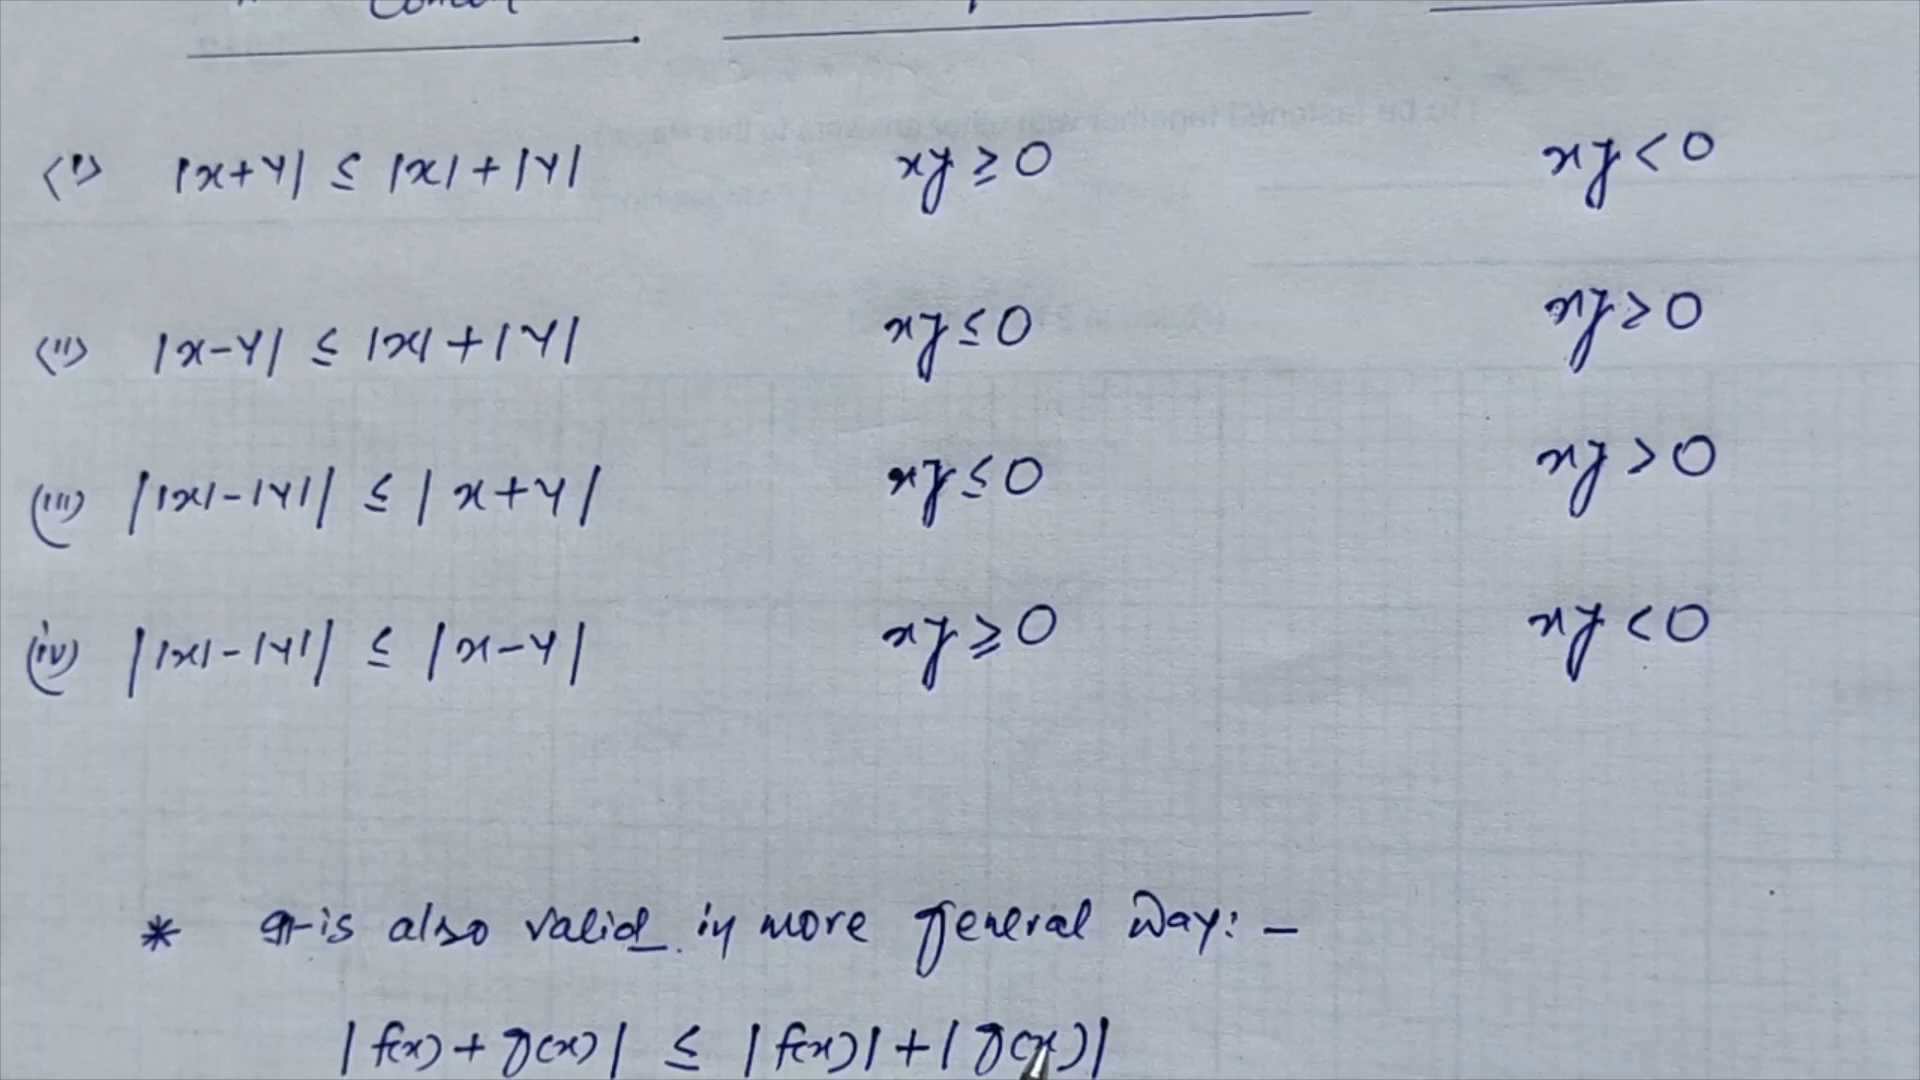 (i) |x+y| ≤ |x|+|y| xy ≥ 0 xy < 0
(ii) |x-y| ≤ |x|+|y| xy ≤ 0 xy > 0
(iii) ||x|-|y|| ≤ |x+y| xy ≤ 0 xy > 0
(iv) ||x|-|y|| ≤ |x-y| xy ≥ 0 xy < 0
* It is also valid in more general way: -
|f(x) + g(x)| ≤ |f(x)| + |g(x)|